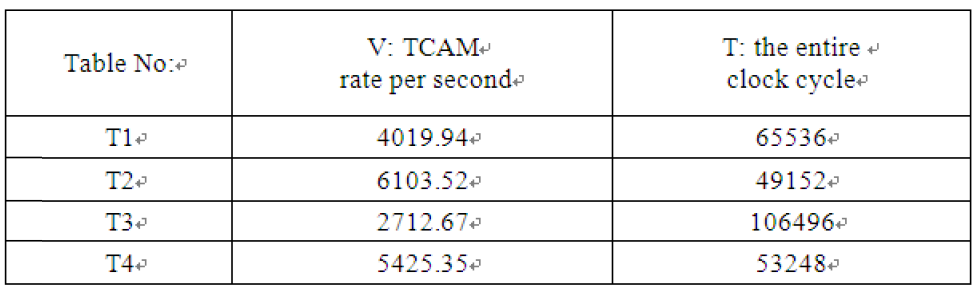 Table No:
V: TCAM
rate per second
T: the entire
clock cycle
T1 4019.94 65536
T2 6103.52 49152
T3 2712.67 106496
T4 5425.35 53248